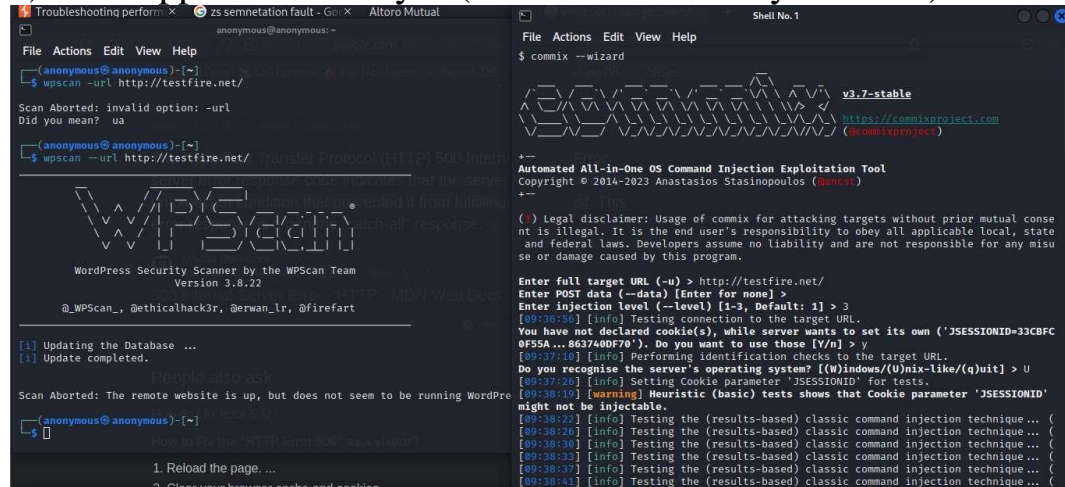 Troubleshooting perform × G zs semnetation fault - Go × Altoro Mutual
anonymous@anonymous: ~
File Actions Edit View Help
(anonymous㉿anonymous)-[~]
$ wpscan -url http://testfire.net/
Scan Aborted: invalid option: -url
Did you mean? ua
(anonymous㉿anonymous)-[~]
$ wpscan --url http://testfire.net/
WPScan®
WordPress Security Scanner by the WPScan Team
Version 3.8.22
@_WPScan_, @ethicalhack3r, @erwan_lr, @firefart
[i] Updating the Database ...
[i] Update completed.
People also ask
Scan Aborted: The remote website is up, but does not seem to be running WordPre
(anonymous㉿anonymous)-[~]
$
How to fix the "HTTP Error 500" as a visitor?
1. Reload the page. ...
2. Clear your browser cache and cookies
Shell No. 1
File Actions Edit View Help
$ commix --wizard
commix
v3.7-stable
https://commixproject.com
(@commixproject)
+--
Automated All-in-One OS Command Injection Exploitation Tool
Copyright © 2014-2023 Anastasios Stasinopoulos (@ancst)
+--
(!) Legal disclaimer: Usage of commix for attacking targets without prior mutual conse
nt is illegal. It is the end user's responsibility to obey all applicable local, state
and federal laws. Developers assume no liability and are not responsible for any misu
se or damage caused by this program.
Enter full target URL (-u) > http://testfire.net/
Enter POST data (--data) [Enter for none] >
Enter injection level (--level) [1-3, Default: 1] > 3
[09:36:56] [info] Testing connection to the target URL.
You have not declared cookie(s), while server wants to set its own ('JSESSIONID=33CBFC
0F55A...863740DF70'). Do you want to use those [Y/n] > y
[09:37:10] [info] Performing identification checks to the target URL.
Do you recognise the server's operating system? [(W)indows/(U)nix-like/(q)uit] > U
[09:37:26] [info] Setting Cookie parameter 'JSESSIONID' for tests.
[09:38:19] [warning] Heuristic (basic) tests shows that Cookie parameter 'JSESSIONID'
might not be injectable.
[09:38:22] [info] Testing the (results-based) classic command injection technique... (
[09:38:26] [info] Testing the (results-based) classic command injection technique... (
[09:38:30] [info] Testing the (results-based) classic command injection technique... (
[09:38:33] [info] Testing the (results-based) classic command injection technique... (
[09:38:37] [info] Testing the (results-based) classic command injection technique... (
[09:38:41] [info] Testing the (results-based) classic command injection technique... (